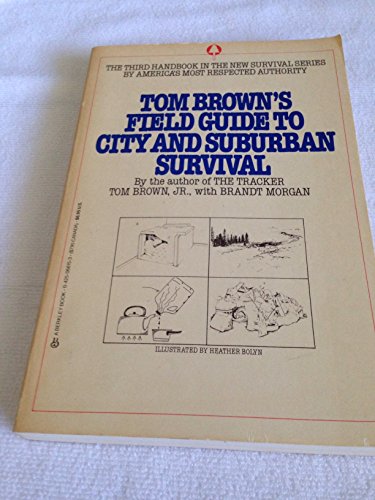 THE THIRD HANDBOOK IN THE NEW SURVIVAL SERIES
BY AMERICA'S MOST RESPECTED AUTHORITY
TOM BROWN'S
FIELD GUIDE TO
CITY AND SUBURBAN
SURVIVAL
By the author of THE TRACKER
TOM BROWN, JR., with BRANDT MORGAN
ILLUSTRATED BY HEATHER BOLYN
A BERKLEY BOOK